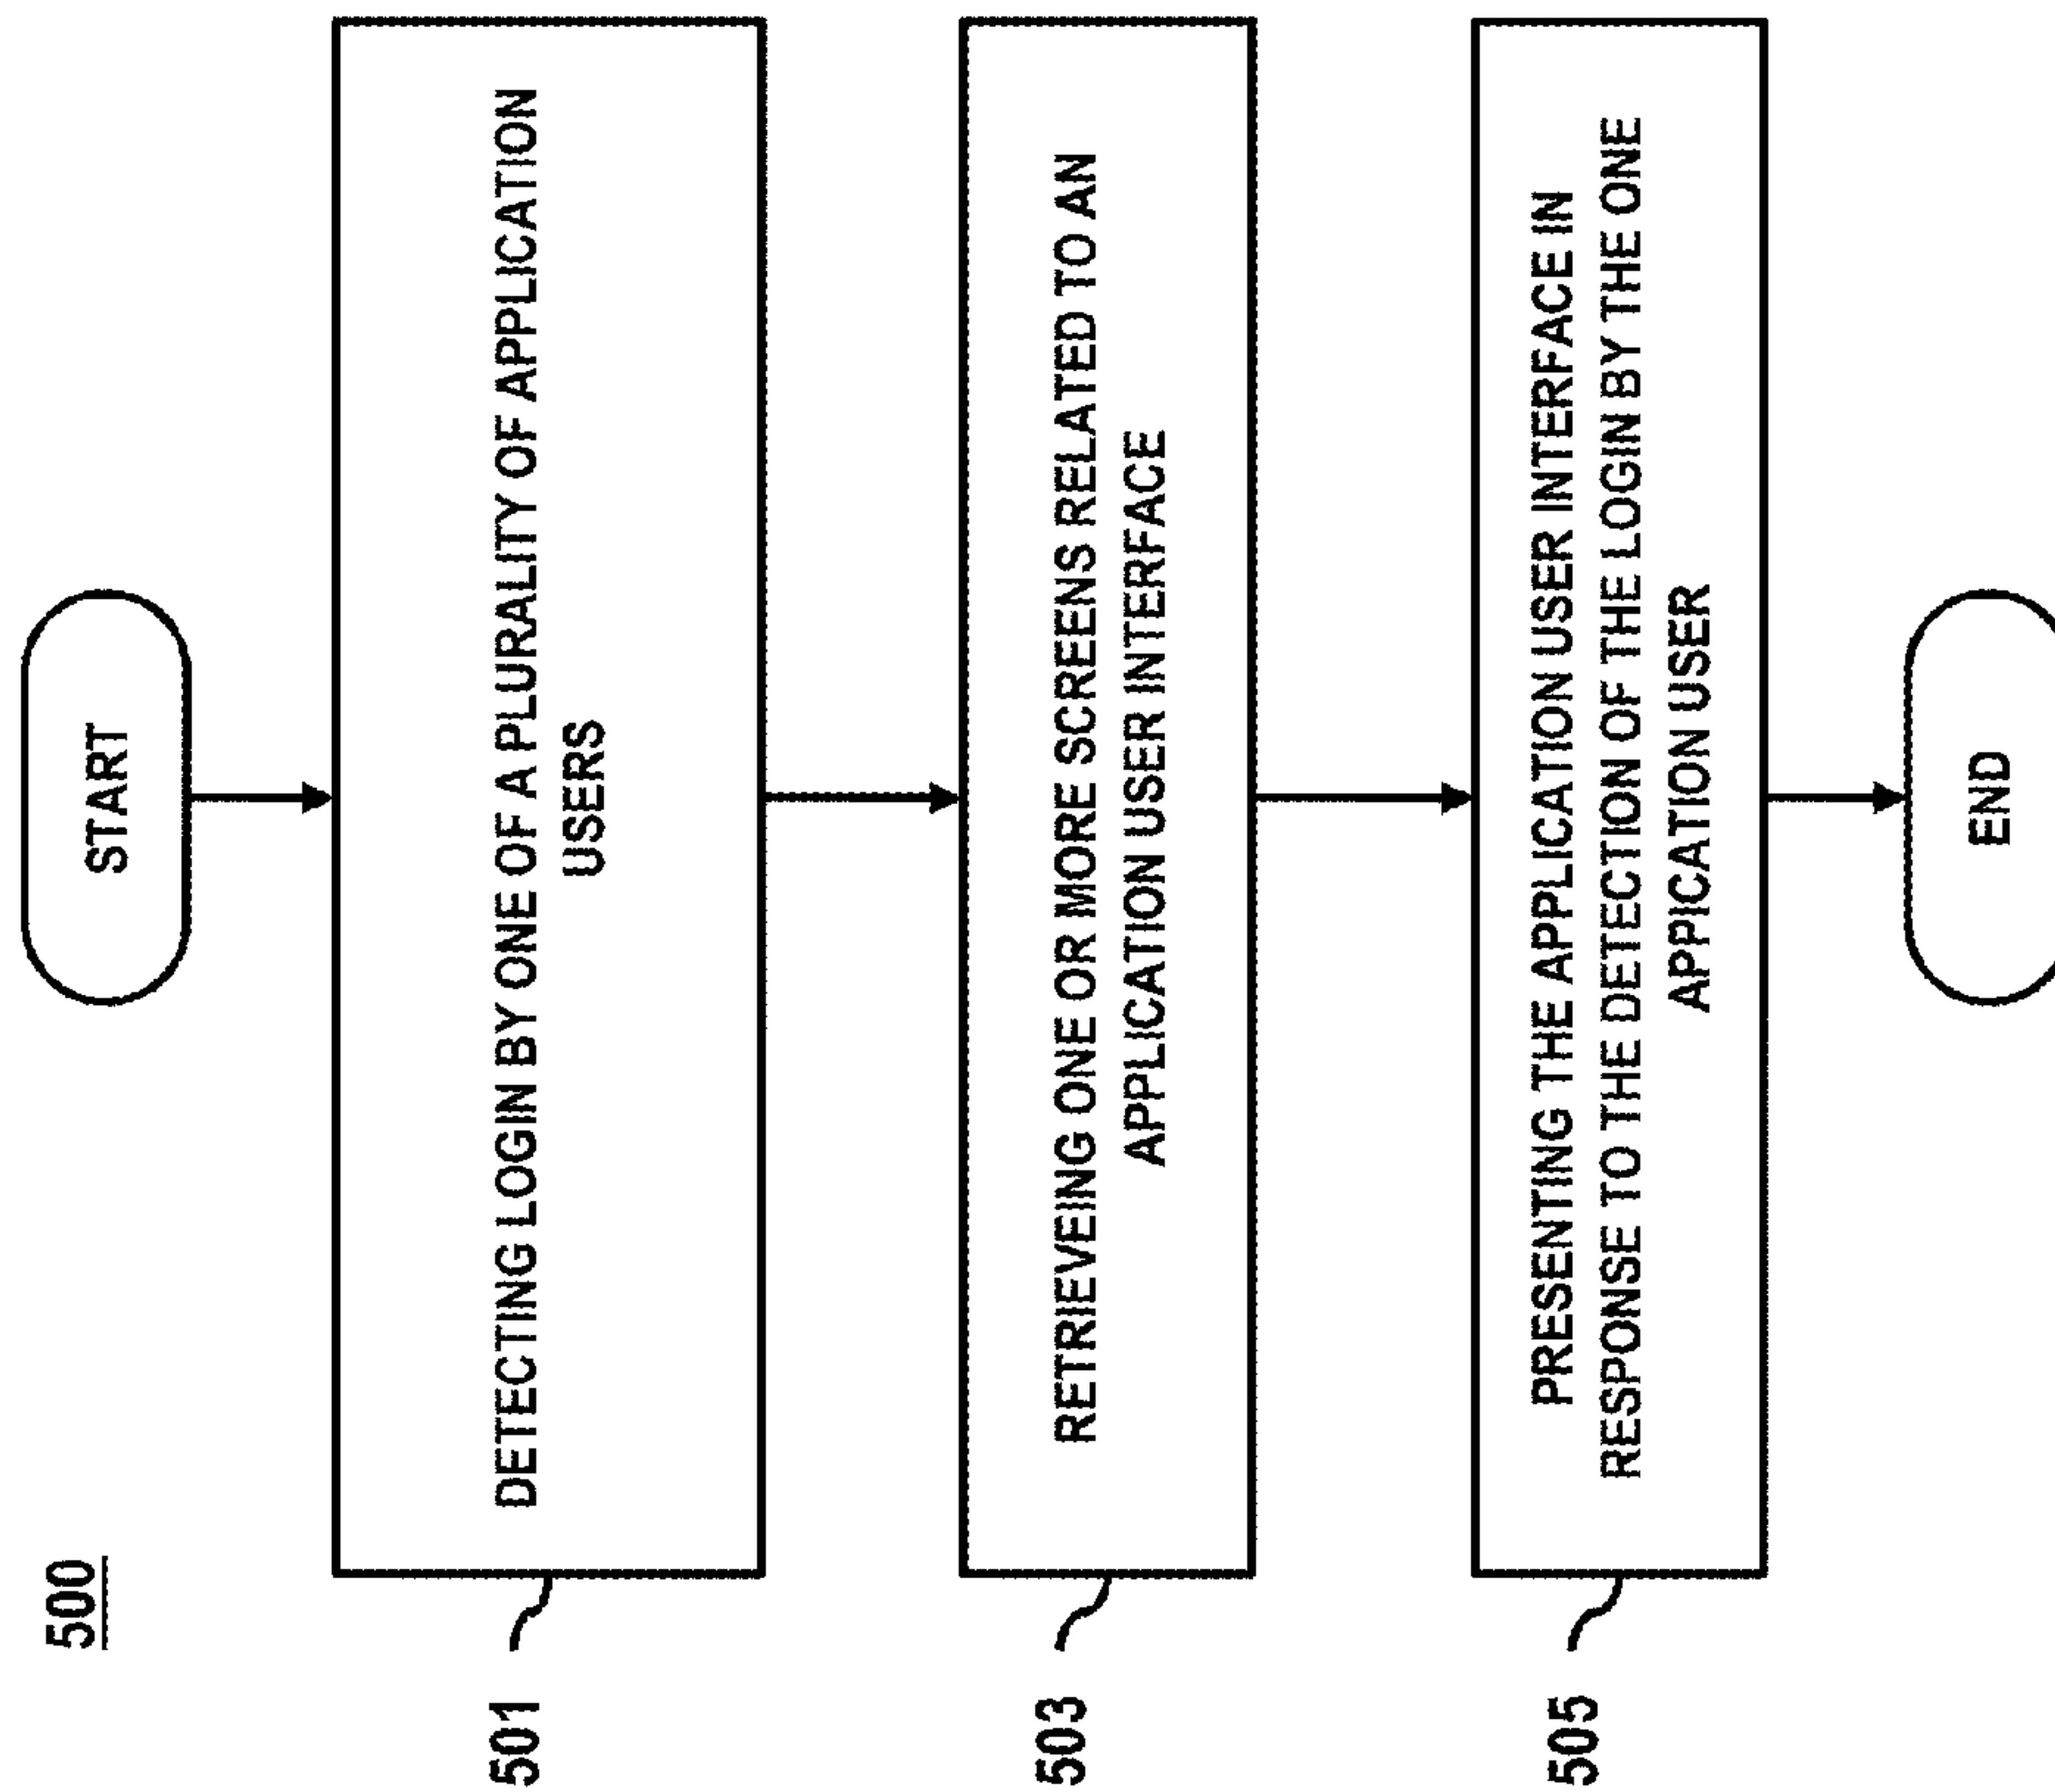 500
START
501
DETECTING LOGIN BY ONE OF A PLURALITY OF APPLICATION
USERS
503
RETRIEVEING ONE OR MORE SCREENS RELATED TO AN
APPLICATION USER INTERFACE
505
PRESENTING THE APPLICATION USER INTERFACE IN
RESPONSE TO THE DETECTION OF THE LOGIN BY THE ONE
APPICATION USER
END